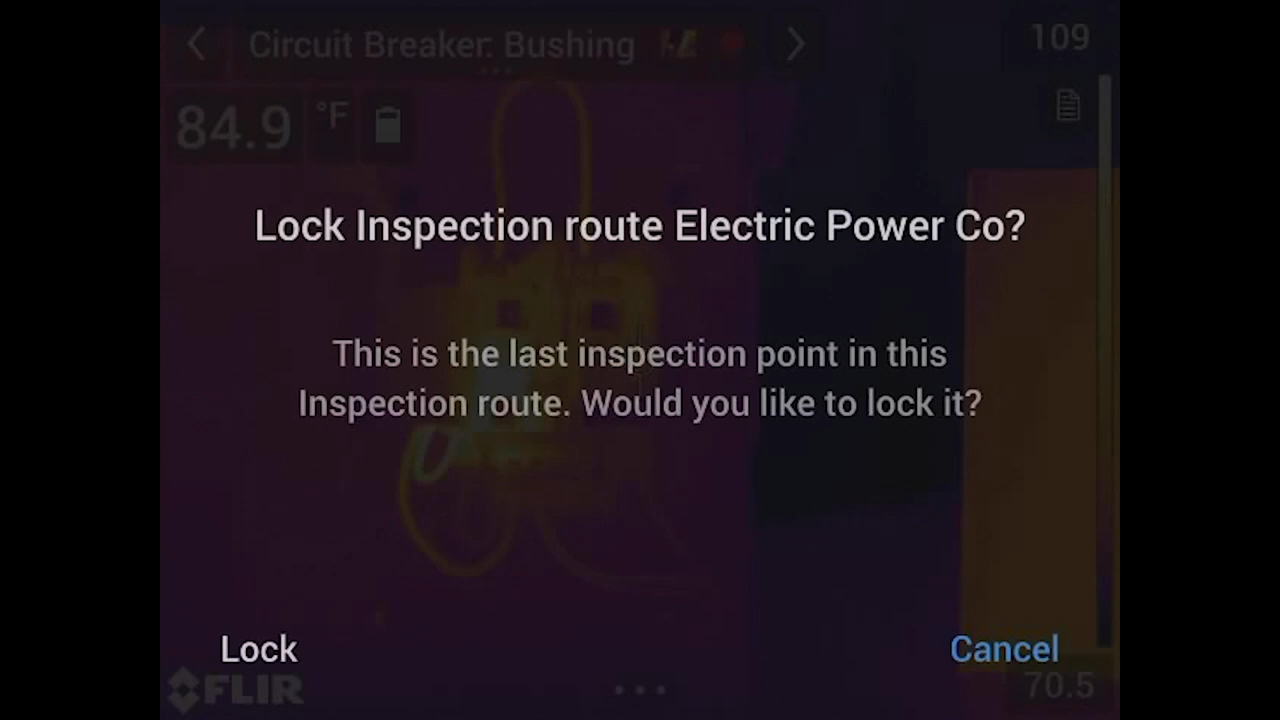 Circuit Breaker: Bushing
109
84.9 °F
Lock Inspection route Electric Power Co?
This is the last inspection point in this
Inspection route. Would you like to lock it?
Lock
Cancel
FLIR
70.5